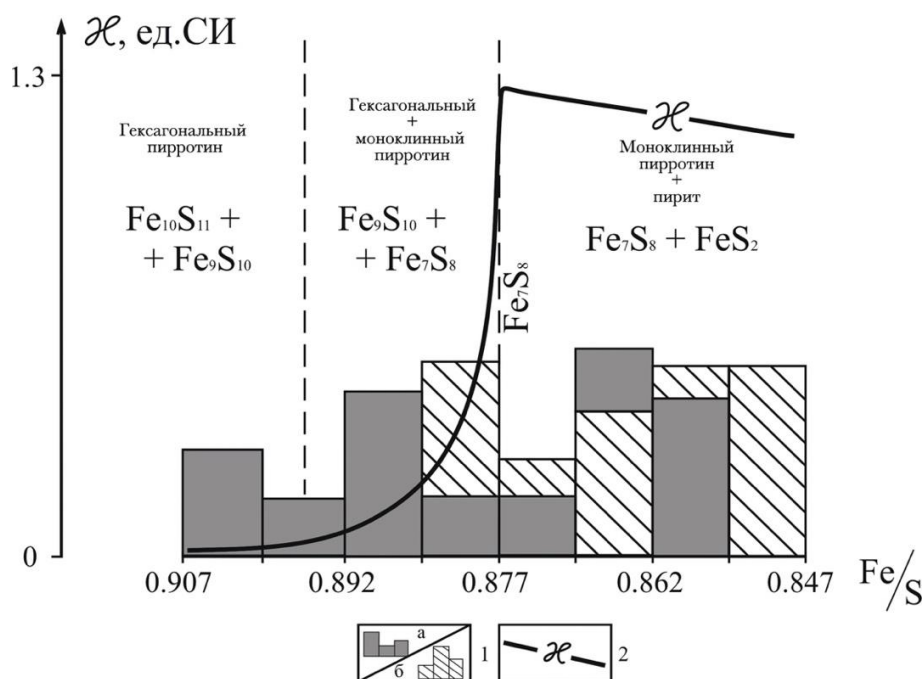 ϰ, ед.СИ
1.3
Гексагональный
пирротин
Fe₁₀S₁₁ +
+ Fe₉S₁₀
Гексагональный
+
моноклинный
пирротин
Fe₉S₁₀ +
+ Fe₇S₈
Fe₇S₈
ϰ
Моноклинный
пирротин
+
пирит
Fe₇S₈ + FeS₂
0
0.907
0.892
0.877
0.862
0.847
Fe/S
а
б
1
ϰ
2